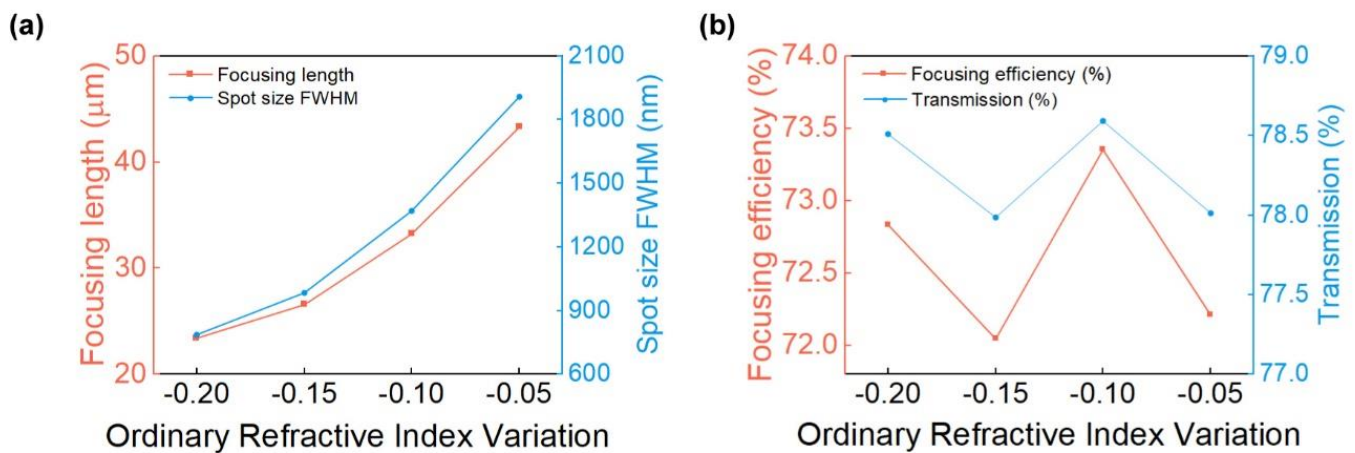 (a)
Focusing length (μm)
50
40
30
20
Focusing length
Spot size FWHM
2100
1800
1500
1200
900
600
Spot size FWHM (nm)
-0.20 -0.15 -0.10 -0.05
Ordinary Refractive Index Variation
(b)
Focusing efficiency (%)
74.0
73.5
73.0
72.5
72.0
Focusing efficiency (%)
Transmission (%)
79.0
78.5
78.0
77.5
77.0
Transmission (%)
-0.20 -0.15 -0.10 -0.05
Ordinary Refractive Index Variation